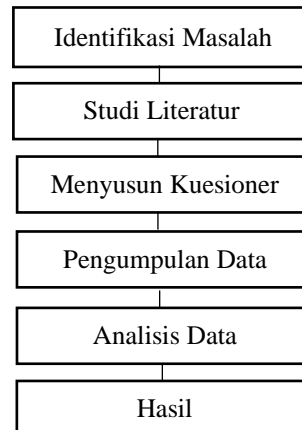 Identifikasi Masalah
Studi Literatur
Menyusun Kuesioner
Pengumpulan Data
Analisis Data
Hasil